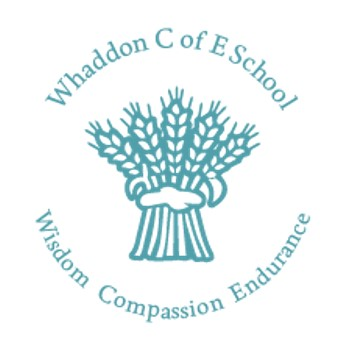 Whaddon C of E School
Wisdom Compassion Endurance